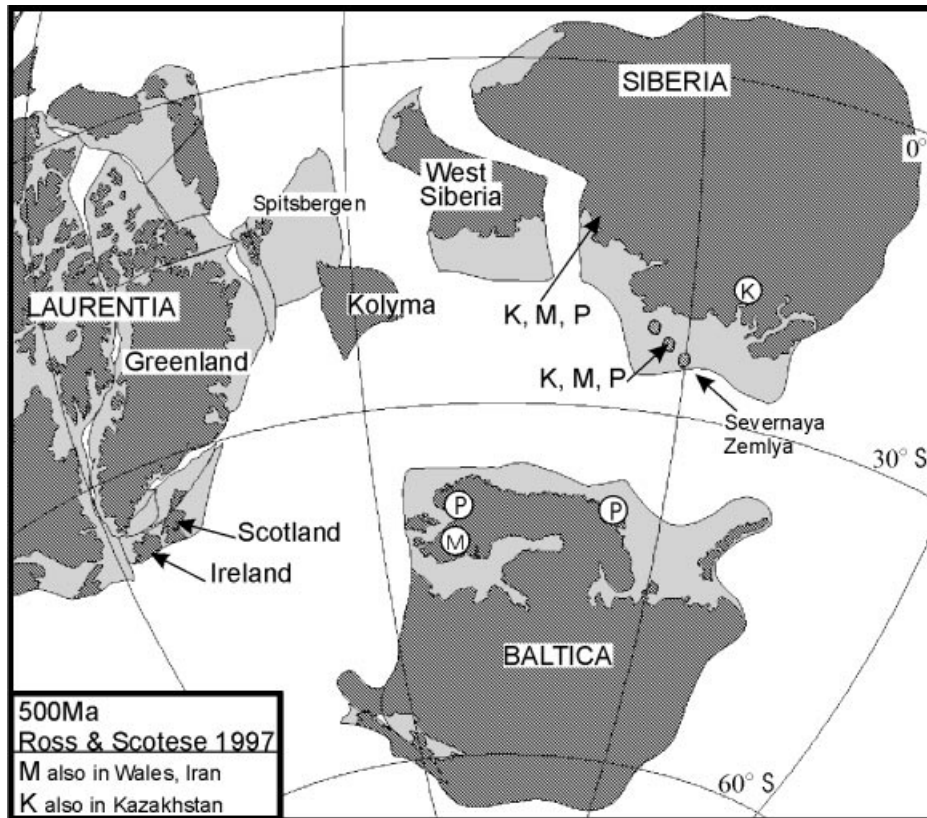 SIBERIA
0°
West
Siberia
Spitsbergen
K, M, P
K
LAURENTIA
Kolyma
Greenland
K, M, P
Severnaya
Zemlya
30° S
P
P
M
Scotland
Ireland
BALTICA
500Ma
Ross & Scotese 1997
M also in Wales, Iran
K also in Kazakhstan
60° S